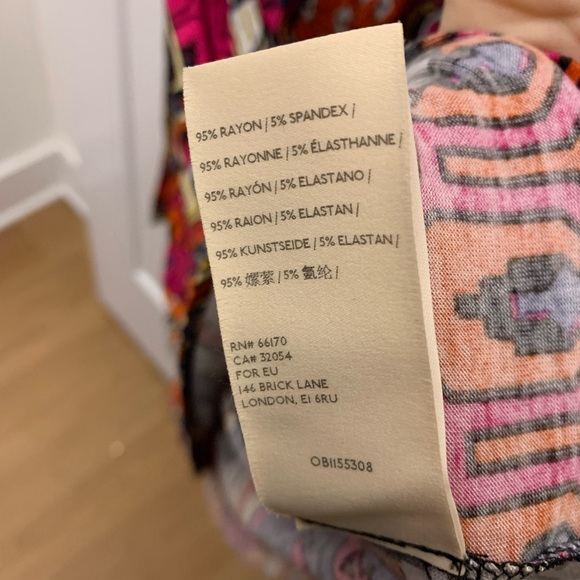 95% RAYON / 5% SPANDEX /
95% RAYONNE / 5% ÉLASTHANNE /
95% RAYÓN / 5% ELASTANO /
95% RAION / 5% ELASTAN /
95% KUNSTSEIDE / 5% ELASTAN /
95% 嫘萦 / 5% 氨纶 /
RN# 66170
CA# 32054
FOR EU
146 BRICK LANE
LONDON, E1 6RU
OB1155308